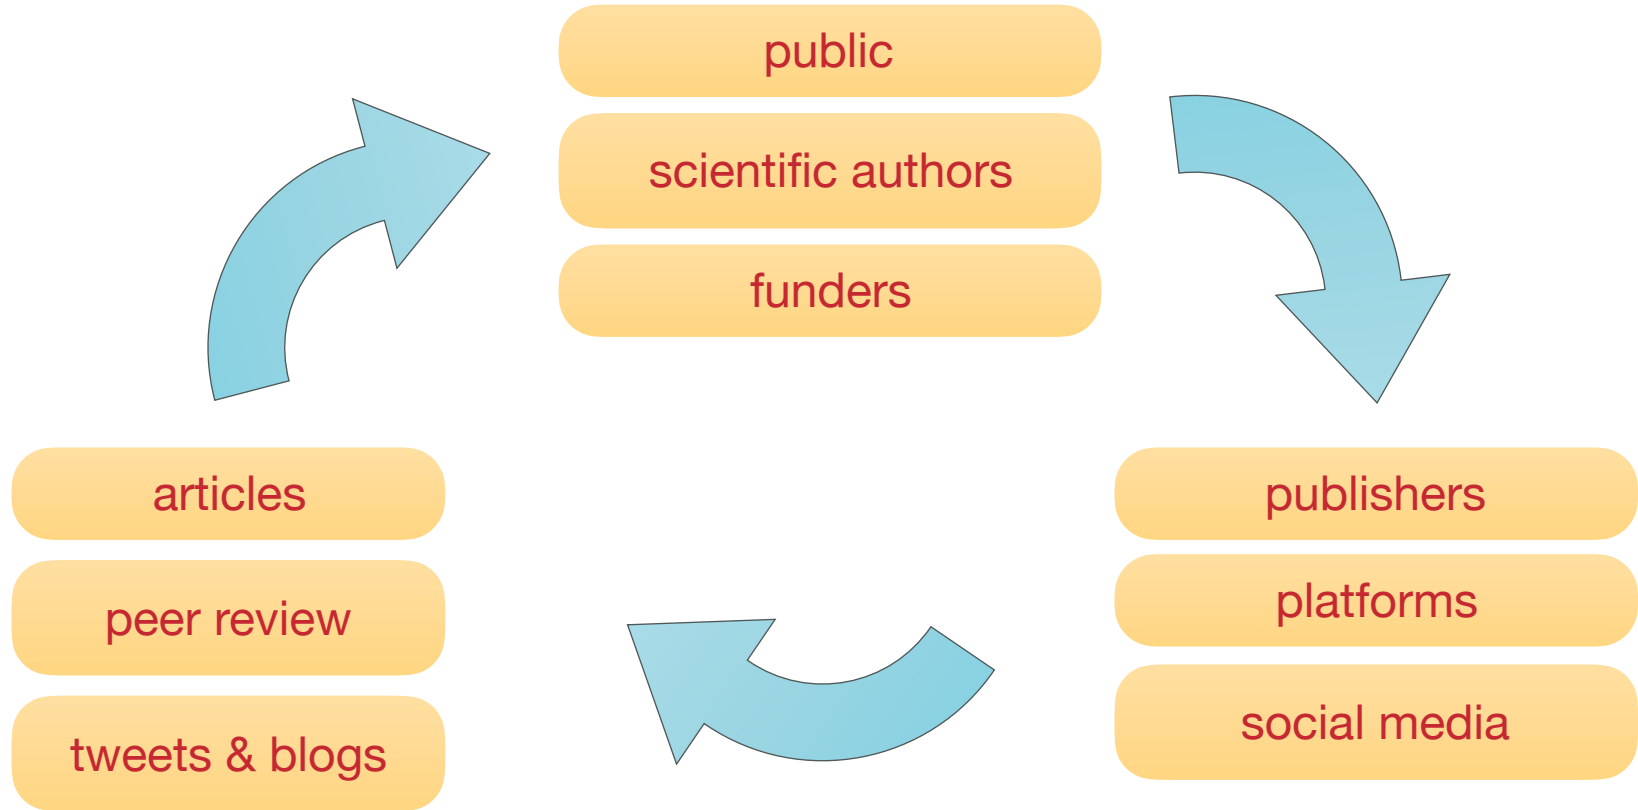 public
scientific authors
funders
articles
peer review
tweets & blogs
publishers
platforms
social media